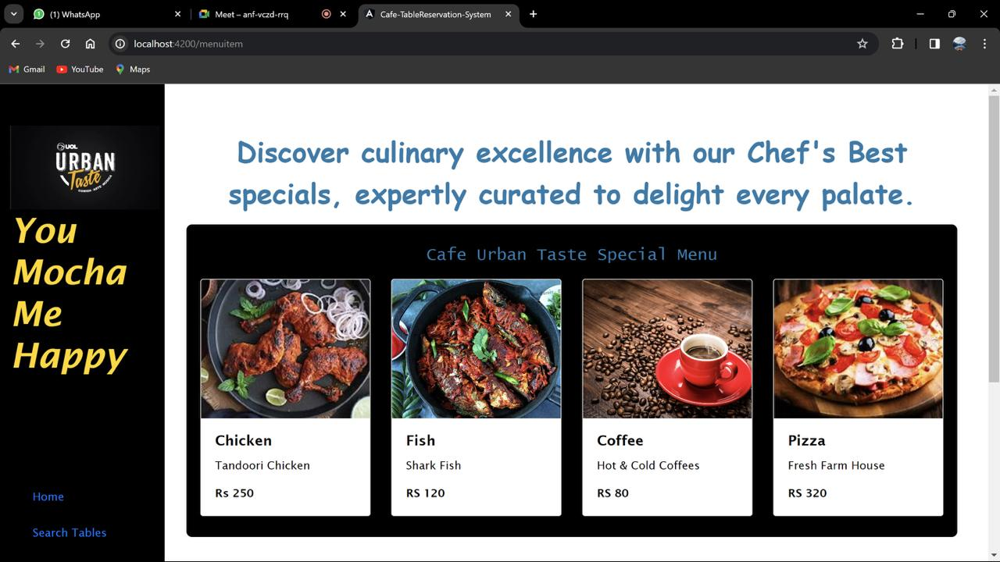 (1) WhatsApp
Meet – anf-vczd-rrq
Cafe-TableReservation-System
localhost:4200/menuitem
Gmail
YouTube
Maps
UOL
URBAN
Taste
You
Mocha
Me
Happy
Home
Search Tables
Discover culinary excellence with our Chef's Best
specials, expertly curated to delight every palate.
Cafe Urban Taste Special Menu
Chicken
Tandoori Chicken
Rs 250
Fish
Shark Fish
RS 120
Coffee
Hot & Cold Coffees
RS 80
Pizza
Fresh Farm House
RS 320